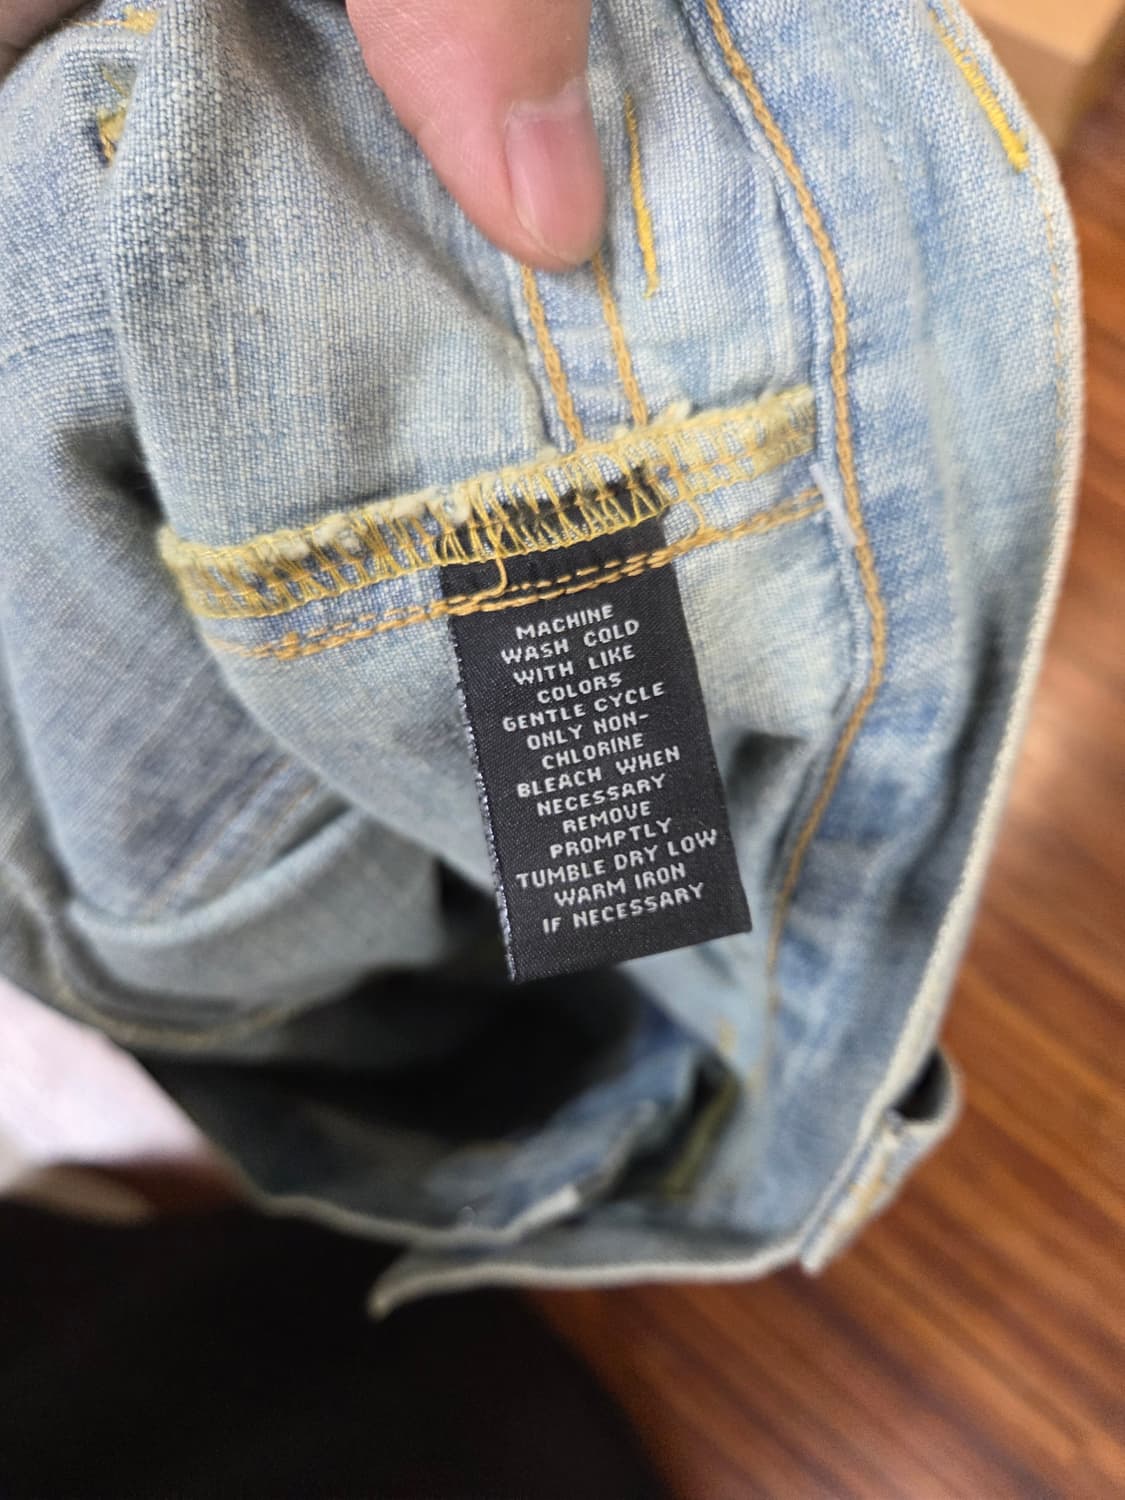 MACHINE
WASH COLD
WITH LIKE
COLORS
GENTLE CYCLE
ONLY NON-
CHLORINE
BLEACH WHEN
NECESSARY
REMOVE
PROMPTLY
TUMBLE DRY LOW
WARM IRON
IF NECESSARY